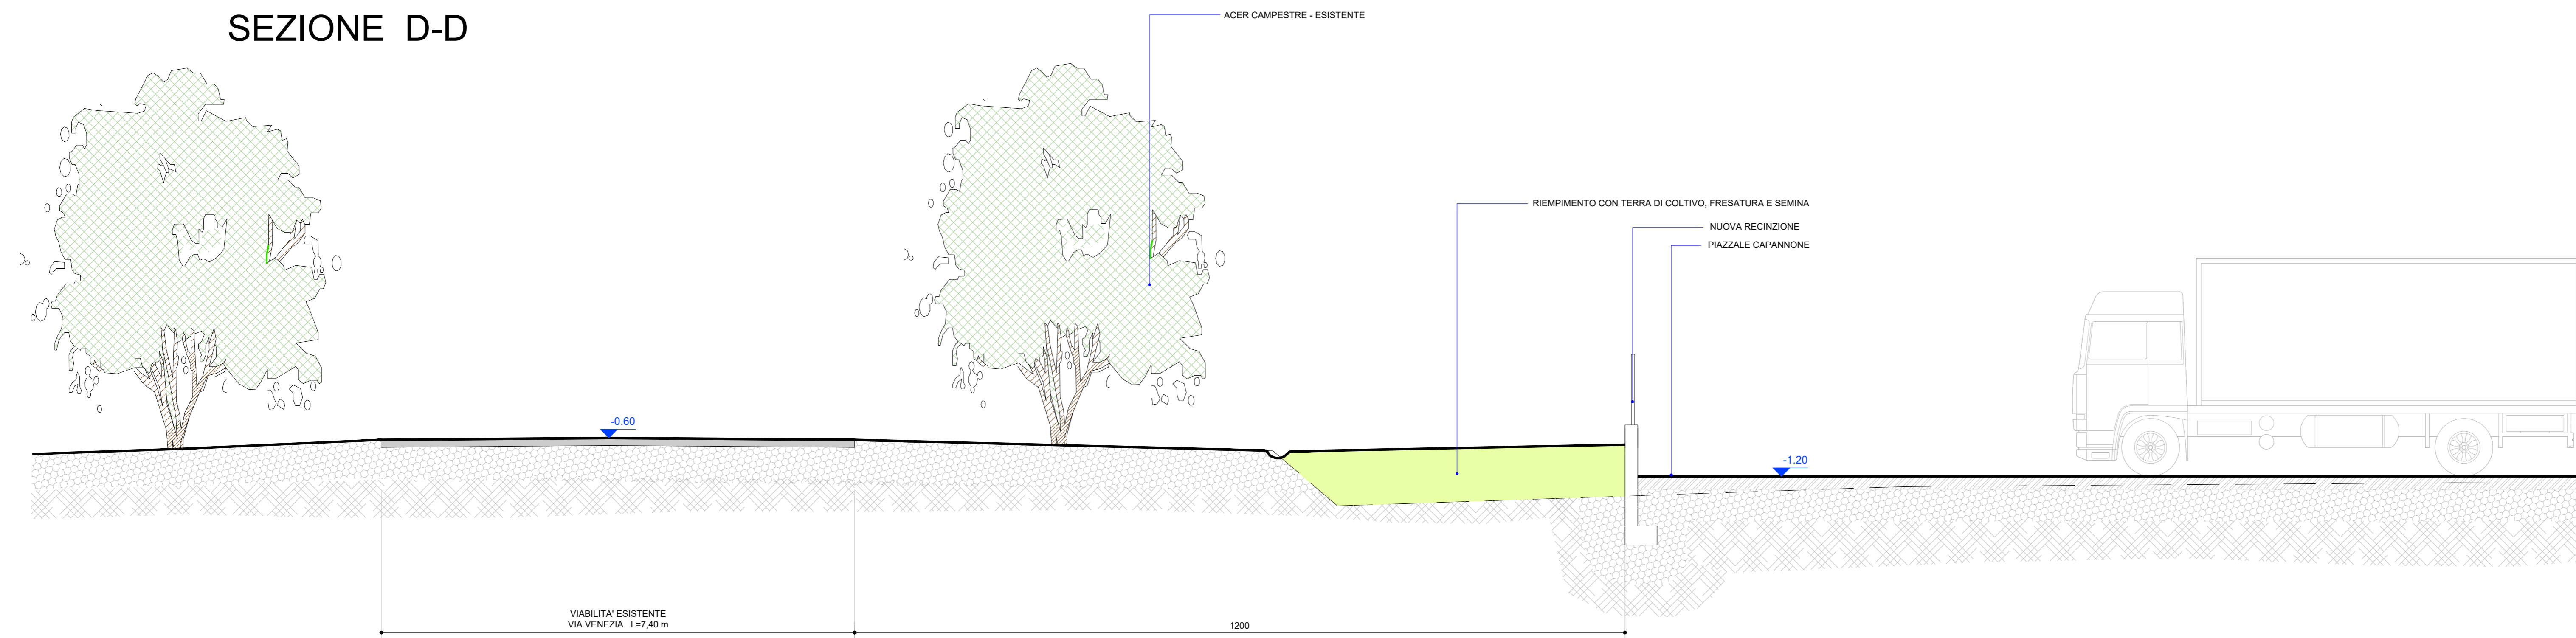 SEZIONE D-D
ACER CAMPESTRE - ESISTENTE
RIEMPIMENTO CON TERRA DI COLTIVO, FRESATURA E SEMINA
NUOVA RECINZIONE
PIAZZALE CAPANNONE
-0.60
-1.20
VIABILITA' ESISTENTE
VIA VENEZIA L=7,40 m
1200